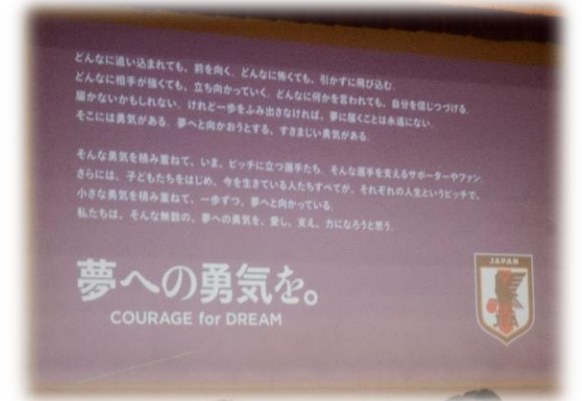 どんなに追い込まれても、前を向く。どんなに怖くても、引かずに飛び込む。
どんなに相手が強くても、立ち向かっていく。どんなに何かを言われても、自分を信じつづける。
届かないかもしれない。けれど一歩をふみ出さなければ、夢に届くことは永遠にない。
そこには勇気がある。夢へと向かおうとする、すさまじい勇気がある。
そんな勇気を積み重ねて、いま、ピッチに立つ選手たち。そんな選手を支えるサポーターやファン。
さらには、子どもたちをはじめ、今を生きている人たちすべてが、それぞれの人生というピッチで、
小さな勇気を積み重ねて、一歩ずつ、夢へと向かっている。
私たちは、そんな無数の、夢への勇気を、愛し、支え、力になろうと思う。
夢への勇気を。
COURAGE for DREAM
JAPAN